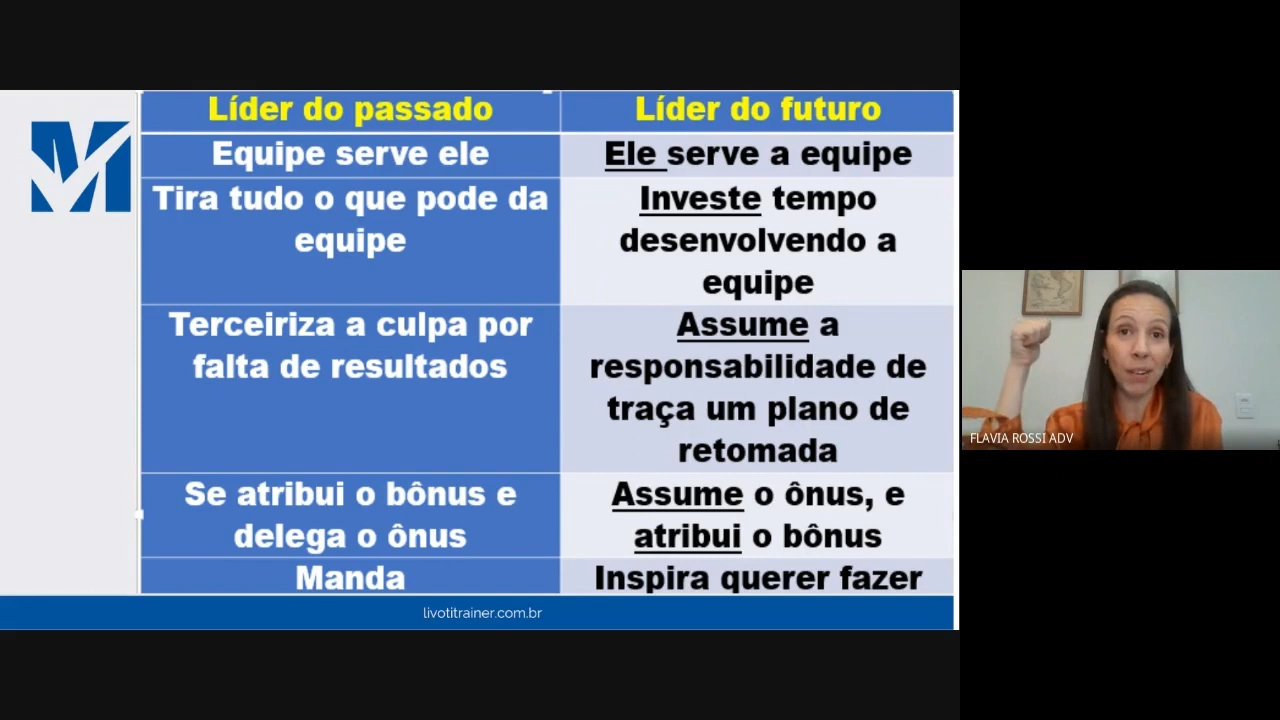 Líder do passado
Líder do futuro
Equipe serve ele
Ele serve a equipe
Tira tudo o que pode da
equipe
Investe tempo
desenvolvendo a
equipe
Terceiriza a culpa por
falta de resultados
Assume a
responsabilidade de
traça um plano de
retomada
Se atribui o bônus e
delega o ônus
Assume o ônus, e
atribui o bônus
Manda
Inspira querer fazer
livotitrainer.com.br
FLAVIA ROSSI ADV